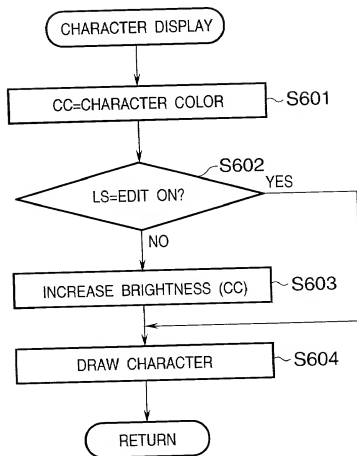 CHARACTER DISPLAY
CC=CHARACTER COLOR
S601
S602
LS=EDIT ON?
YES
NO
INCREASE BRIGHTNESS (CC)
S603
DRAW CHARACTER
S604
RETURN